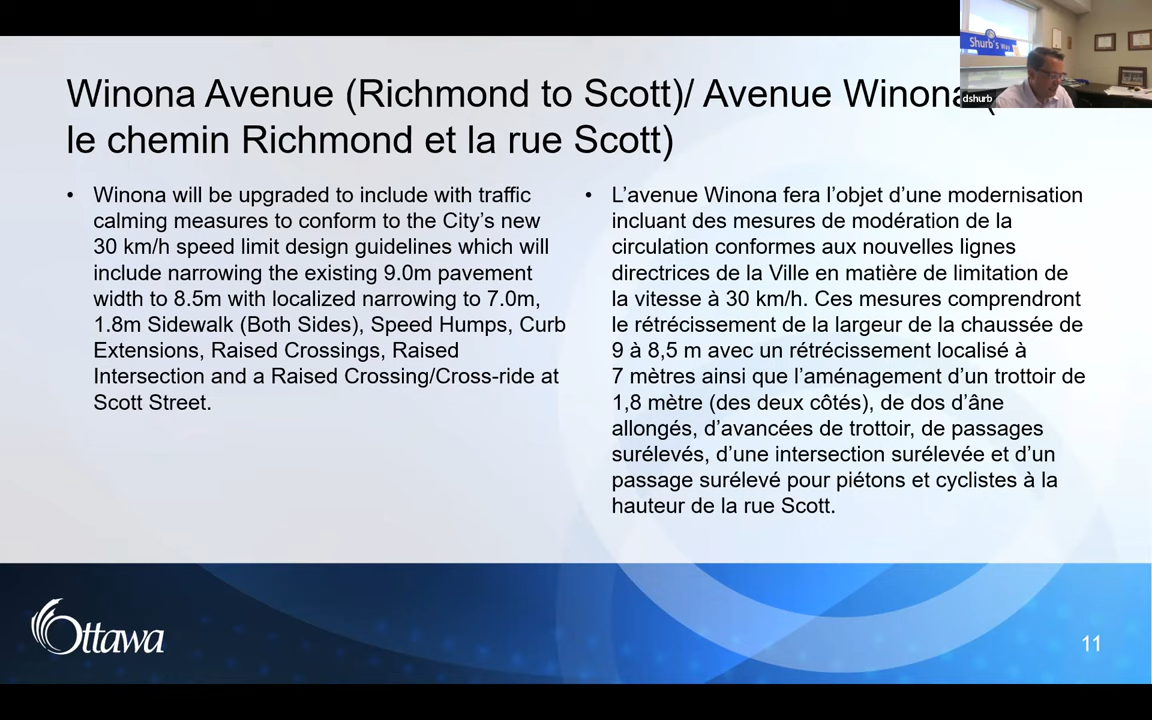 Winona Avenue (Richmond to Scott)/ Avenue Winona (
le chemin Richmond et la rue Scott)
• Winona will be upgraded to include with traffic
calming measures to conform to the City’s new
30 km/h speed limit design guidelines which will
include narrowing the existing 9.0m pavement
width to 8.5m with localized narrowing to 7.0m,
1.8m Sidewalk (Both Sides), Speed Humps, Curb
Extensions, Raised Crossings, Raised
Intersection and a Raised Crossing/Cross-ride at
Scott Street.
• L’avenue Winona fera l’objet d’une modernisation
incluant des mesures de modération de la
circulation conformes aux nouvelles lignes
directrices de la Ville en matière de limitation de
la vitesse à 30 km/h. Ces mesures comprendront
le rétrécissement de la largeur de la chaussée de
9 à 8,5 m avec un rétrécissement localisé à
7 mètres ainsi que l’aménagement d’un trottoir de
1,8 mètre (des deux côtés), de dos d’âne
allongés, d’avancées de trottoir, de passages
surélevés, d’une intersection surélevée et d’un
passage surélevé pour piétons et cyclistes à la
hauteur de la rue Scott.
Shurb's Way
dshurb
Ottawa
11